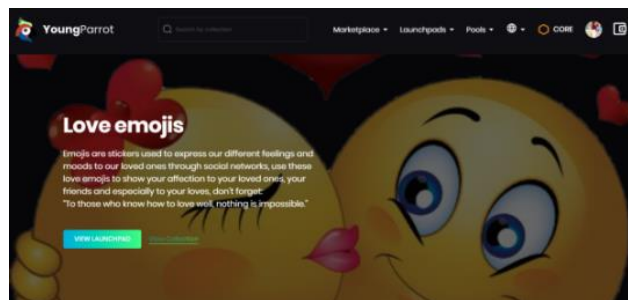 YoungParrot
Search by collection
Marketplace
Launchpads
Pools
CORE
Love emojis
Emojis are stickers used to express our different feelings and
moods to our loved ones through social networks, use these
love emojis to show your affection to your loved ones, your
friends and especially to your loves, don't forget:
"To those who know how to love well, nothing is impossible."
VIEW LAUNCHPAD
View Collection